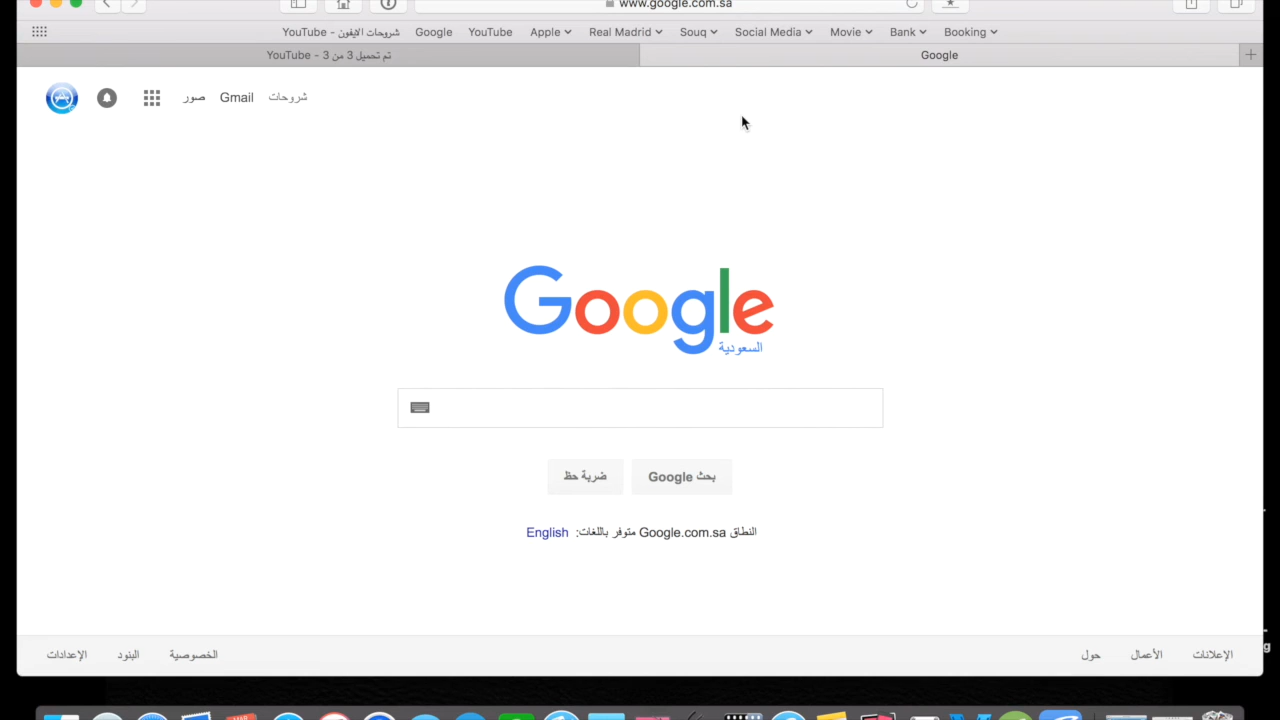 www.google.com.sa
شروحات الايفون - YouTube
Google
YouTube
Apple
Real Madrid
Souq
Social Media
Movie
Bank
Booking
تم تحميل 3 من 3 - YouTube
Google
شروحات
Gmail
صور
Google
السعودية
بحث Google
ضربة حظ
النطاق Google.com.sa متوفر باللغات: English
الإعلانات
الأعمال
حول
الخصوصية
البنود
الإعدادات